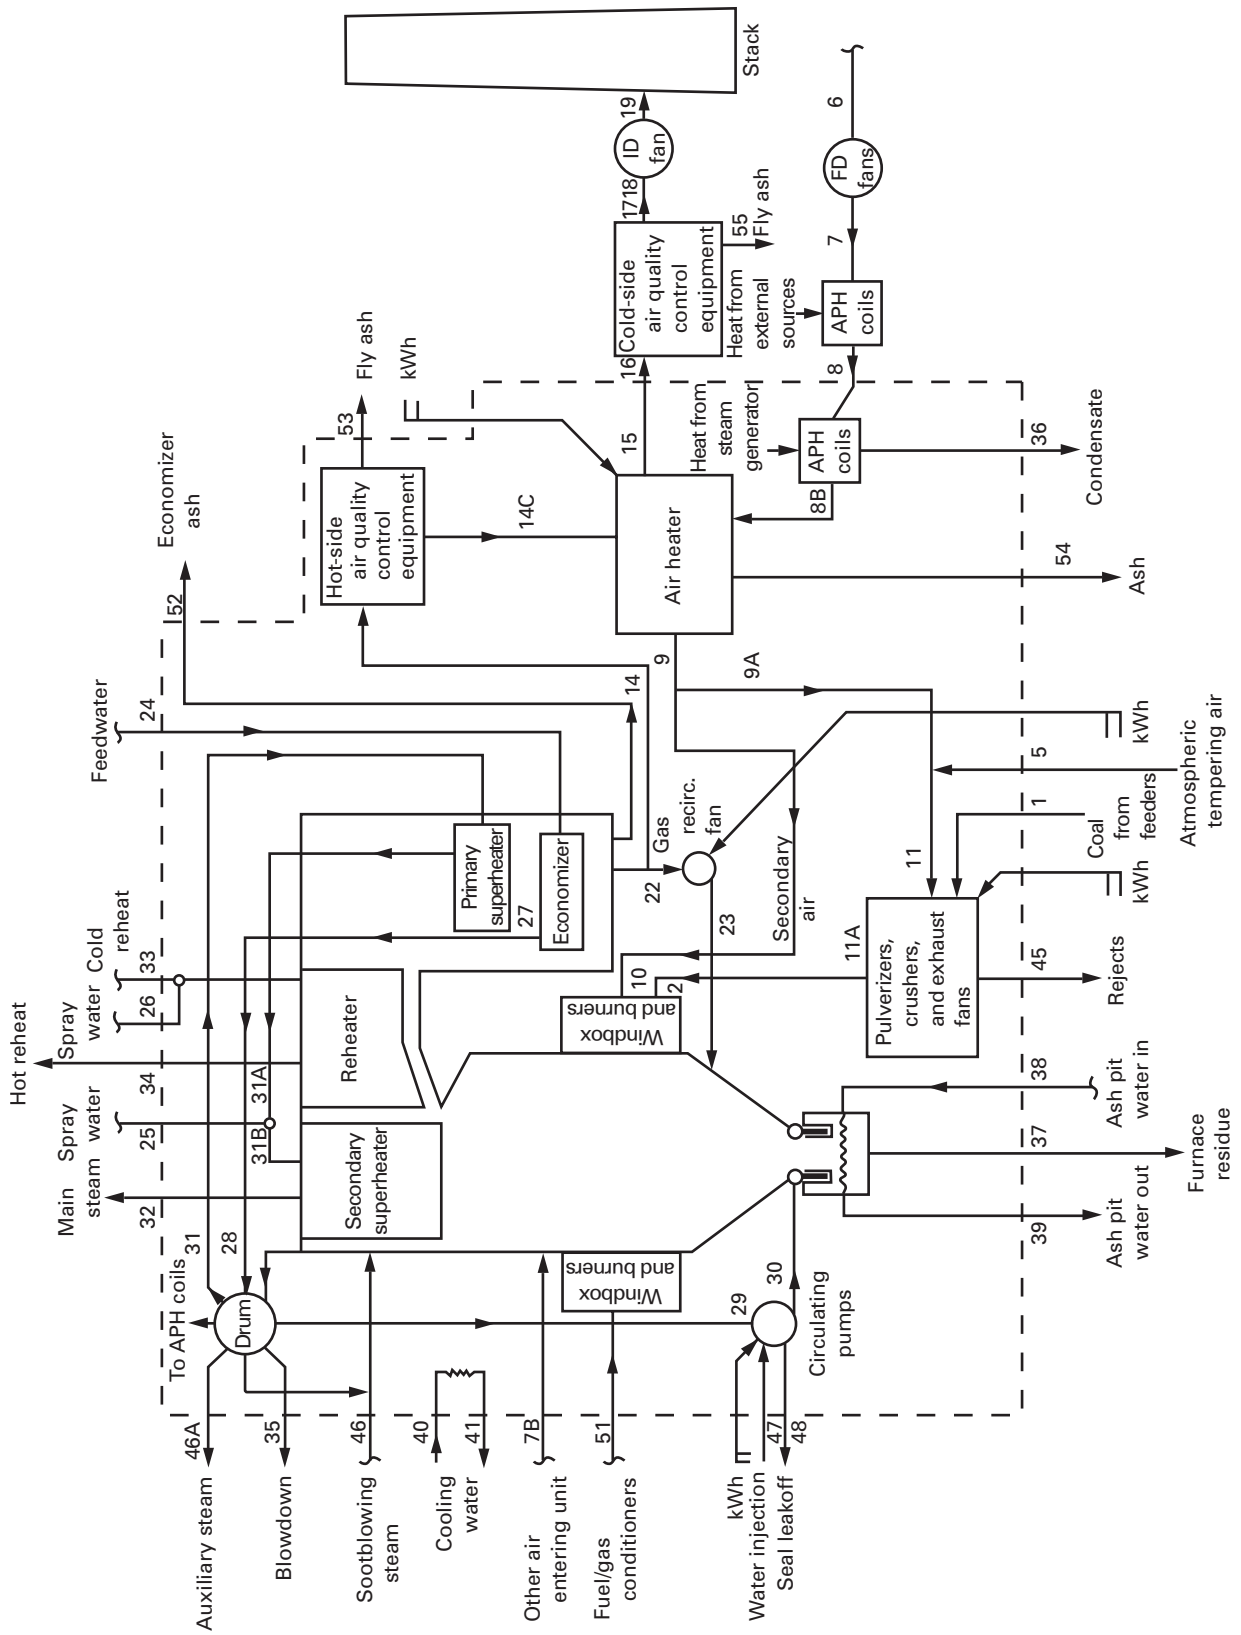 Stack
19
ID
fan
1718
Cold-side
air quality
control
equipment
16
55
Fly ash
6
FD
fans
7
Heat from
external
sources
APH
coils
8
Fly ash
kWh
53
Hot-side
air quality
control
equipment
14C
15
Air heater
Heat from
steam
generator
APH
coils
8B
36
Condensate
54
Ash
Economizer
ash
52
Feedwater
24
14
9
9A
kWh
5
Atmospheric
tempering air
1
Coal
from
feeders
kWh
11
Gas
recirc.
fan
22
23
Secondary
air
Primary
superheater
27
Economizer
Cold
reheat
33
Spray
water
26
Hot reheat
34
Reheater
31A
10
2
Windbox
and burners
11A
Pulverizers,
crushers,
and exhaust
fans
45
Rejects
38
Ash pit
water in
37
Furnace
residue
39
Ash pit
water out
Spray
water
25
31B
Main
steam
32
Secondary
superheater
31
28
To APH coils
Drum
Windbox
and burners
30
29
Circulating
pumps
46A
Auxiliary steam
35
Blowdown
46
Sootblowing
steam
40
41
Cooling
water
7B
Other air
entering unit
51
Fuel/gas
conditioners
kWh
47
Water injection
48
Seal leakoff